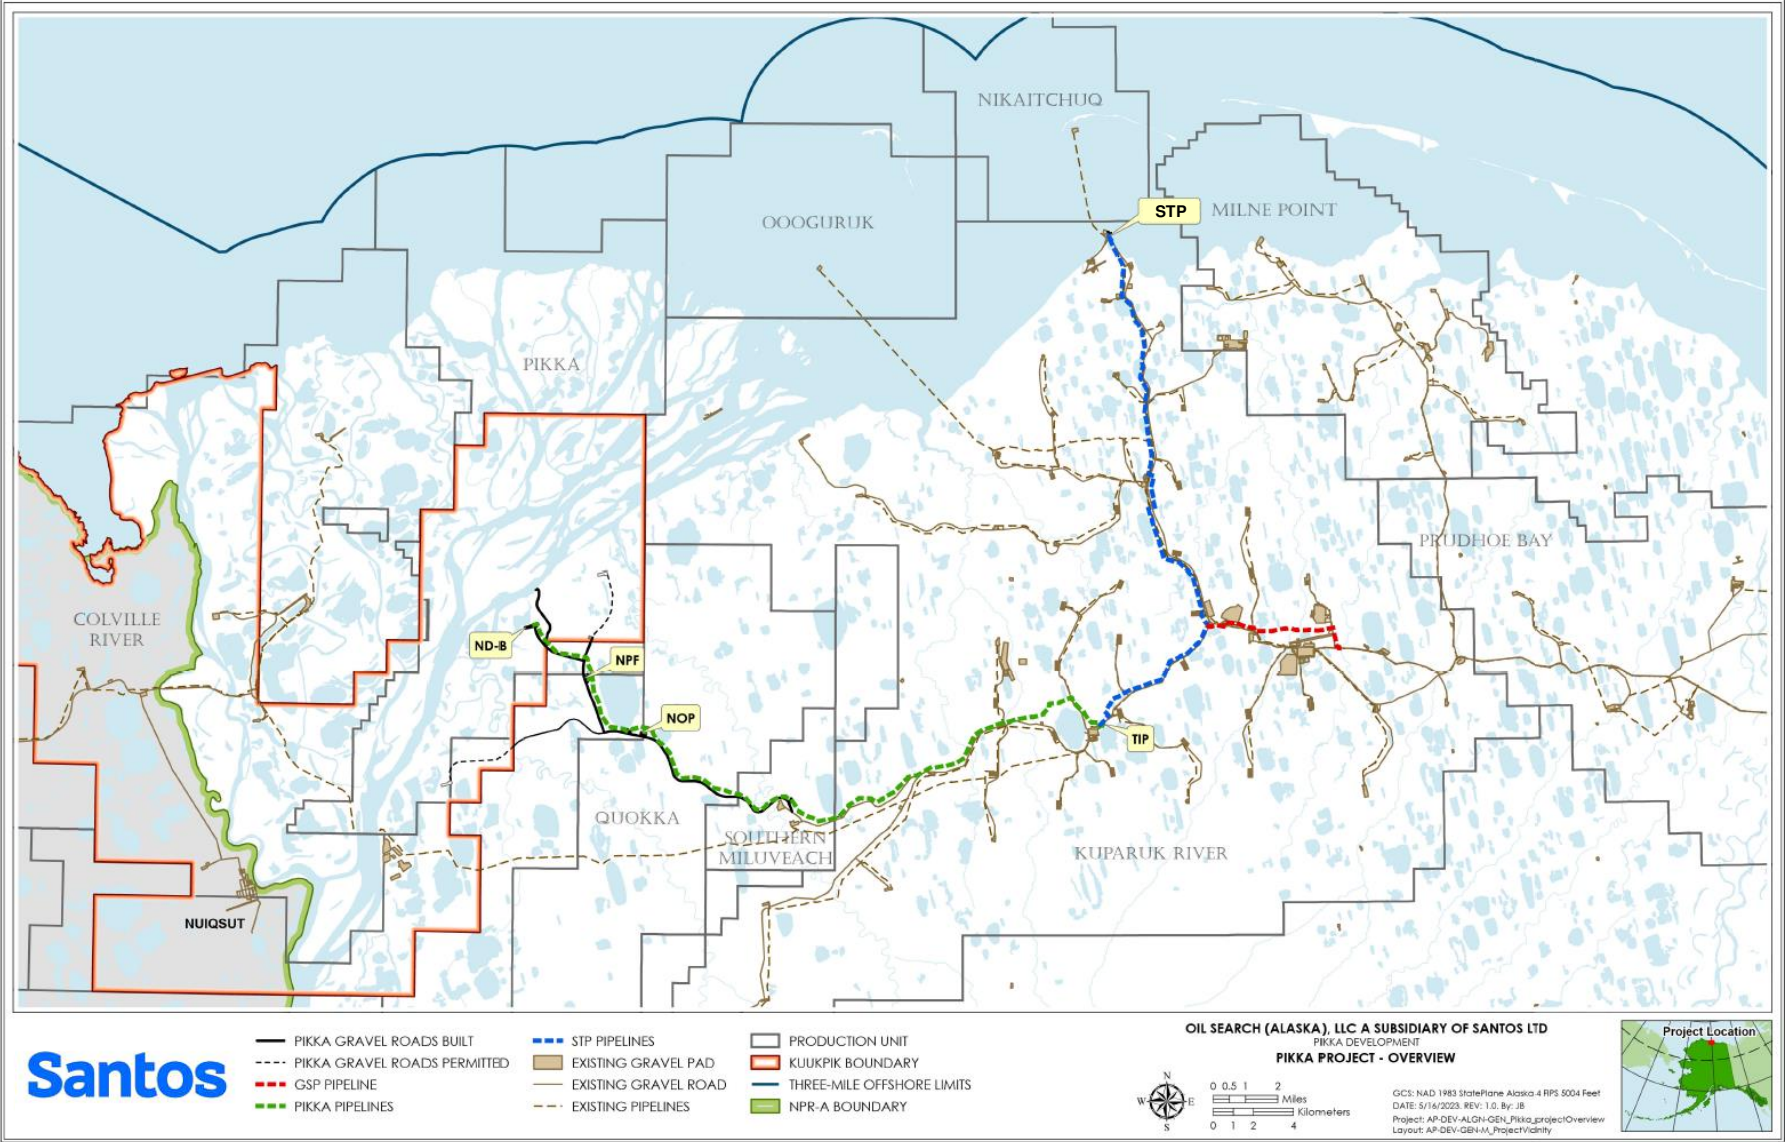 NIKAITCHUQ
STP
MILNE POINT
OOOGURUK
PIKKA
PRUDHOE BAY
COLVILLE
RIVER
ND-B
NPF
NOP
TIP
QUOKKA
SOUTHERN
MILUVEACH
KUPARUK RIVER
NUIQSUT
Santos
PIKKA GRAVEL ROADS BUILT
PIKKA GRAVEL ROADS PERMITTED
GSP PIPELINE
PIKKA PIPELINES
STP PIPELINES
EXISTING GRAVEL PAD
EXISTING GRAVEL ROAD
EXISTING PIPELINES
PRODUCTION UNIT
KUUKPIK BOUNDARY
THREE-MILE OFFSHORE LIMITS
NPR-A BOUNDARY
OIL SEARCH (ALASKA), LLC A SUBSIDIARY OF SANTOS LTD
PIKKA DEVELOPMENT
PIKKA PROJECT - OVERVIEW
N
W E
S
0 0.5 1 2
Miles
Kilometers
0 1 2 4
GCS: NAD 1983 StatePlane Alaska 4 FIPS 5004 Feet
DATE: 5/16/2023. REV: 1.0. By: JB
Project: AP-DEV-ALGN-GEN_Pikka_projectOverview
Layout: AP-DEV-GEN-M_ProjectVicinity
Project Location